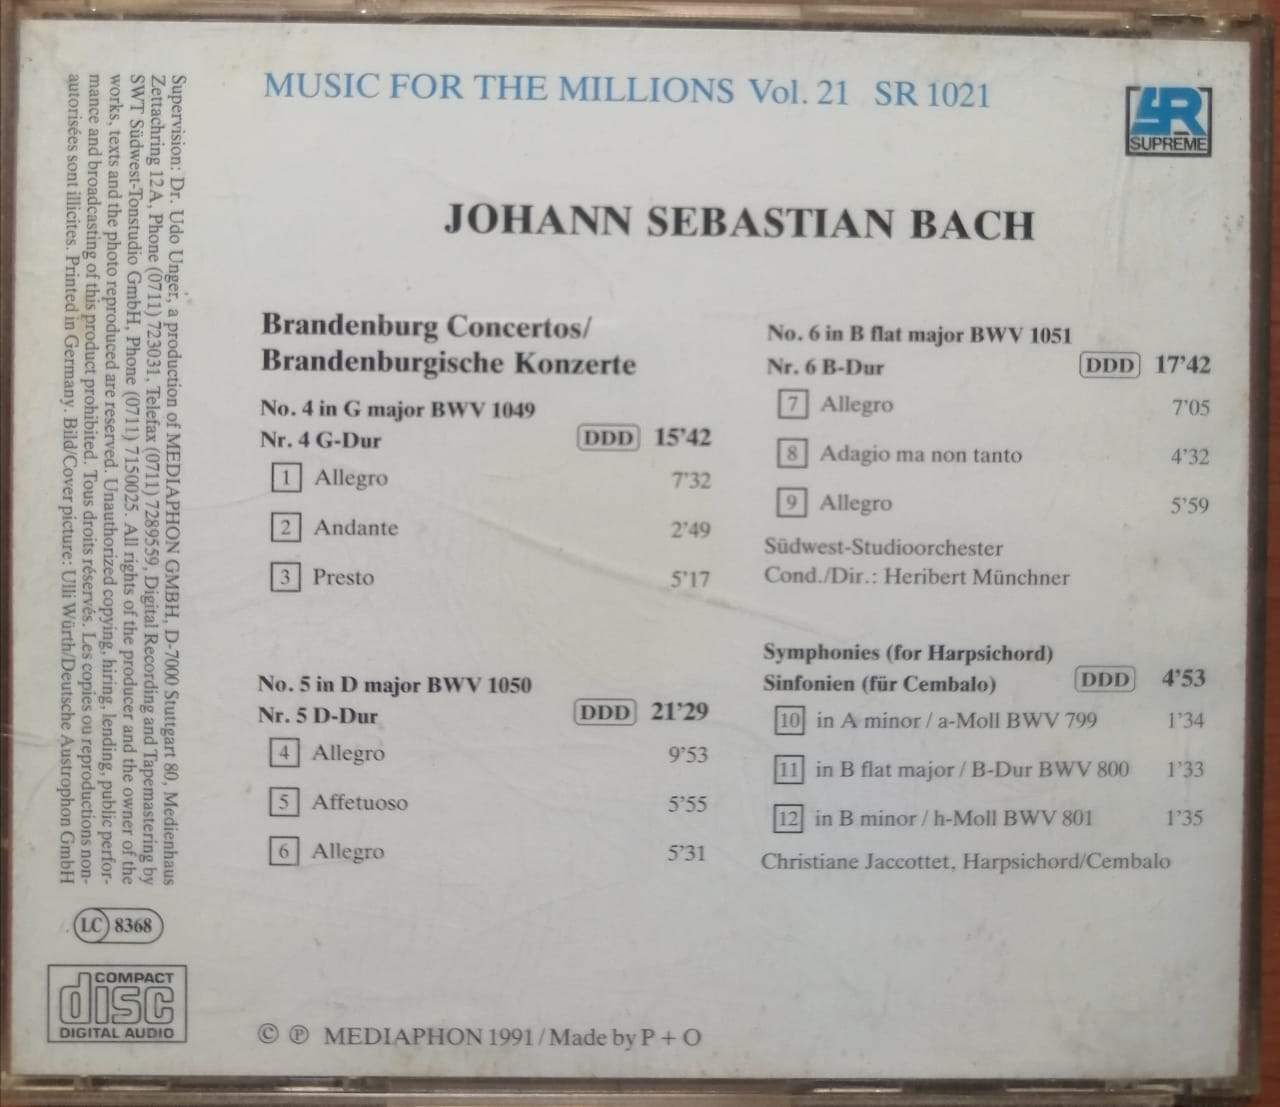 MUSIC FOR THE MILLIONS Vol. 21 SR 1021
SR
SUPREME
JOHANN SEBASTIAN BACH
Brandenburg Concertos/
Brandenburgische Konzerte
No. 4 in G major BWV 1049
Nr. 4 G-Dur DDD 15'42
1 Allegro 7'32
2 Andante 2'49
3 Presto 5'17
No. 5 in D major BWV 1050
Nr. 5 D-Dur DDD 21'29
4 Allegro 9'53
5 Affetuoso 5'55
6 Allegro 5'31
No. 6 in B flat major BWV 1051
Nr. 6 B-Dur DDD 17'42
7 Allegro 7'05
8 Adagio ma non tanto 4'32
9 Allegro 5'59
Südwest-Studioorchester
Cond./Dir.: Heribert Münchner
Symphonies (for Harpsichord)
Sinfonien (für Cembalo) DDD 4'53
10 in A minor / a-Moll BWV 799 1'34
11 in B flat major / B-Dur BWV 800 1'33
12 in B minor / h-Moll BWV 801 1'35
Christiane Jaccottet, Harpsichord/Cembalo
Supervision: Dr. Udo Unger, a production of MEDIAPHON GMBH, D-7000 Stuttgart 80, Medienhaus
Zettachring 12A, Phone (0711) 723031, Telefax (0711) 7289559, Digital Recording and Tapemastering by
SWT Südwest-Tonstudio GmbH, Phone (0711) 7150025. All rights of the producer and the owner of the
works, texts and the photo reproduced are reserved. Unauthorized copying, hiring, lending, public perfor-
mance and broadcasting of this product prohibited. Tous droits réservés. Les copies ou reproductions non-
autorisées sont illicites. Printed in Germany. Bild/Cover picture: Ulli Würth/Deutsche Austrophon GmbH
LC 8368
COMPACT
disc
DIGITAL AUDIO
© ℗ MEDIAPHON 1991 / Made by P + O